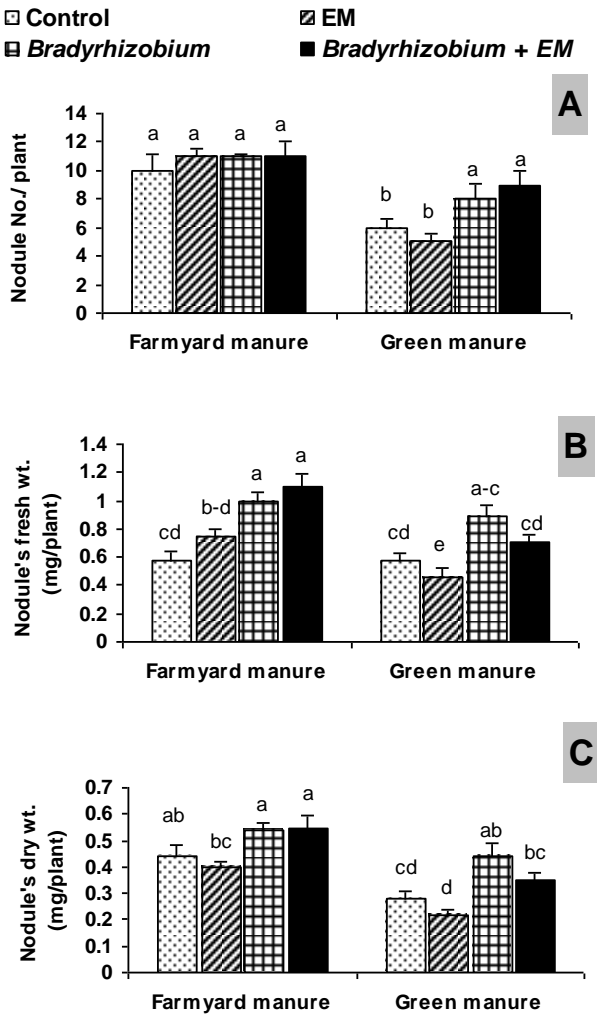 Control EM
Bradyrhizobium Bradyrhizobium + EM
A
14
12
10
8
6
4
2
0
Nodule No./ plant
a a a a
b b a a
Farmyard manure Green manure
B
1.4
1.2
1
0.8
0.6
0.4
0.2
0
Nodule's fresh wt.
(mg/plant)
cd b-d a a
cd e a-c cd
Farmyard manure Green manure
C
0.7
0.6
0.5
0.4
0.3
0.2
0.1
0
Nodule's dry wt.
(mg/plant)
ab bc a a
cd d ab bc
Farmyard manure Green manure